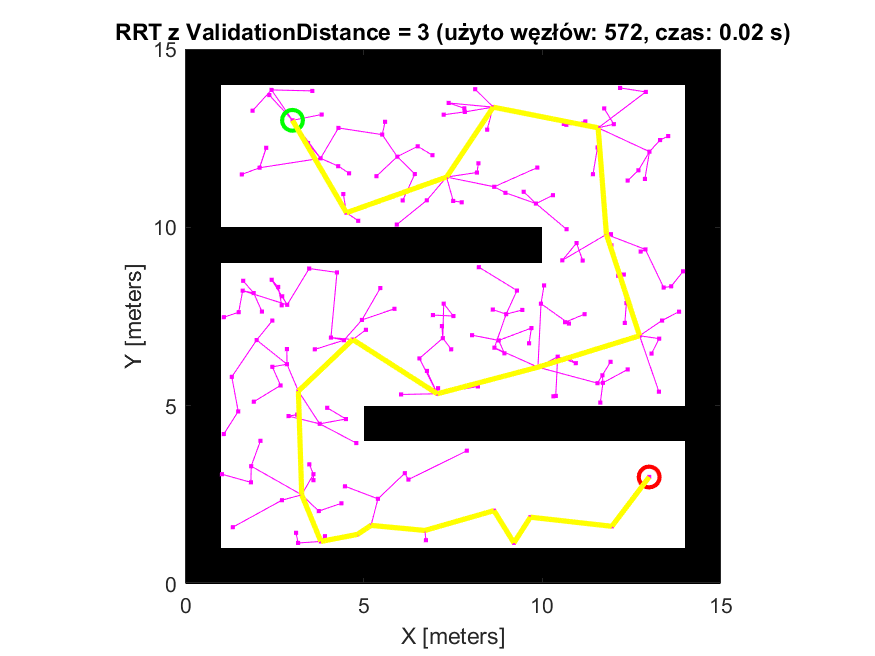 RRT z ValidationDistance = 3 (użyto węzłów: 572, czas: 0.02 s)
15
10
5
0
Y [meters]
0 5 10 15
X [meters]